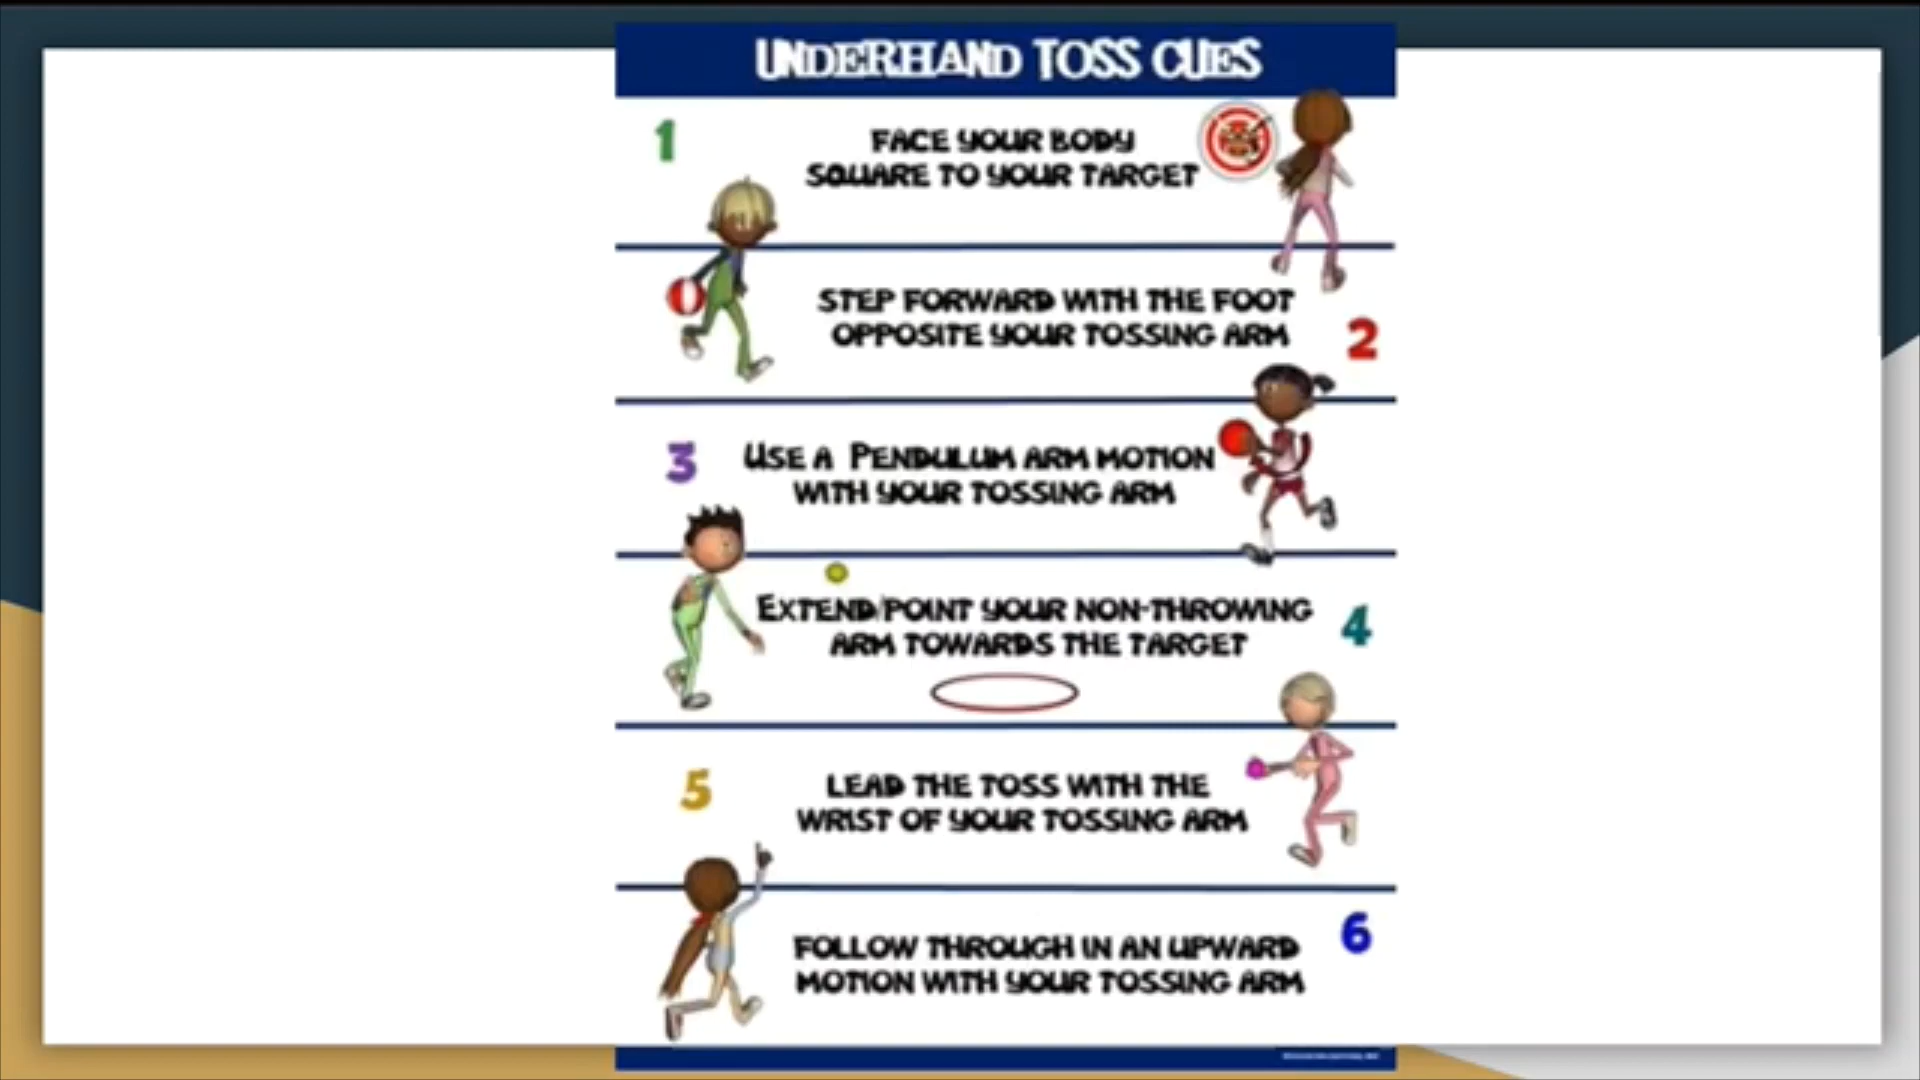 UNDERHAND TOSS CUES
1
FACE YOUR BODY
SQUARE TO YOUR TARGET
STEP FORWARD WITH THE FOOT
OPPOSITE YOUR TOSSING ARM
2
3
USE A PENDULUM ARM MOTION
WITH YOUR TOSSING ARM
EXTEND/POINT YOUR NON-THROWING
ARM TOWARDS THE TARGET
4
5
LEAD THE TOSS WITH THE
WRIST OF YOUR TOSSING ARM
6
FOLLOW THROUGH IN AN UPWARD
MOTION WITH YOUR TOSSING ARM